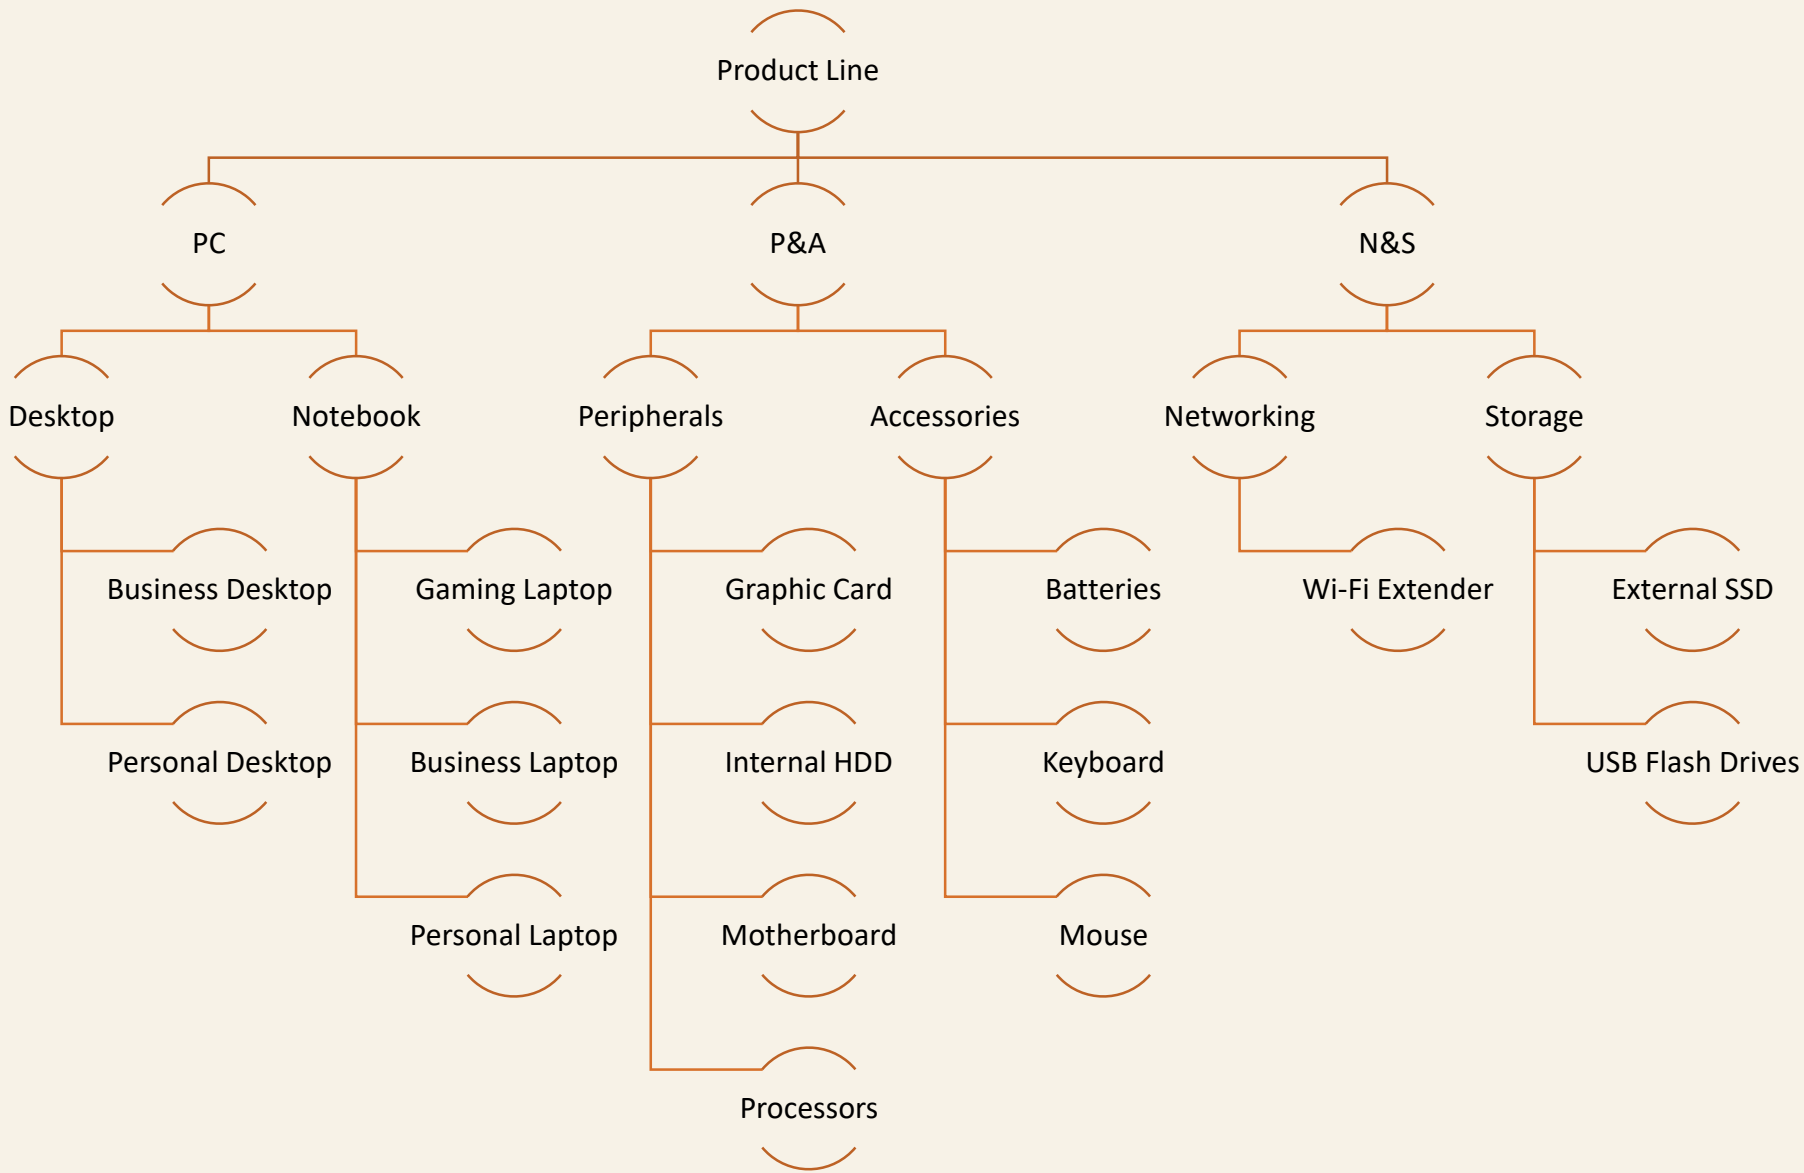 Product Line
PC
P&A
N&S
Desktop
Notebook
Peripherals
Accessories
Networking
Storage
Business Desktop
Gaming Laptop
Graphic Card
Batteries
Wi-Fi Extender
External SSD
Personal Desktop
Business Laptop
Internal HDD
Keyboard
USB Flash Drives
Personal Laptop
Motherboard
Mouse
Processors